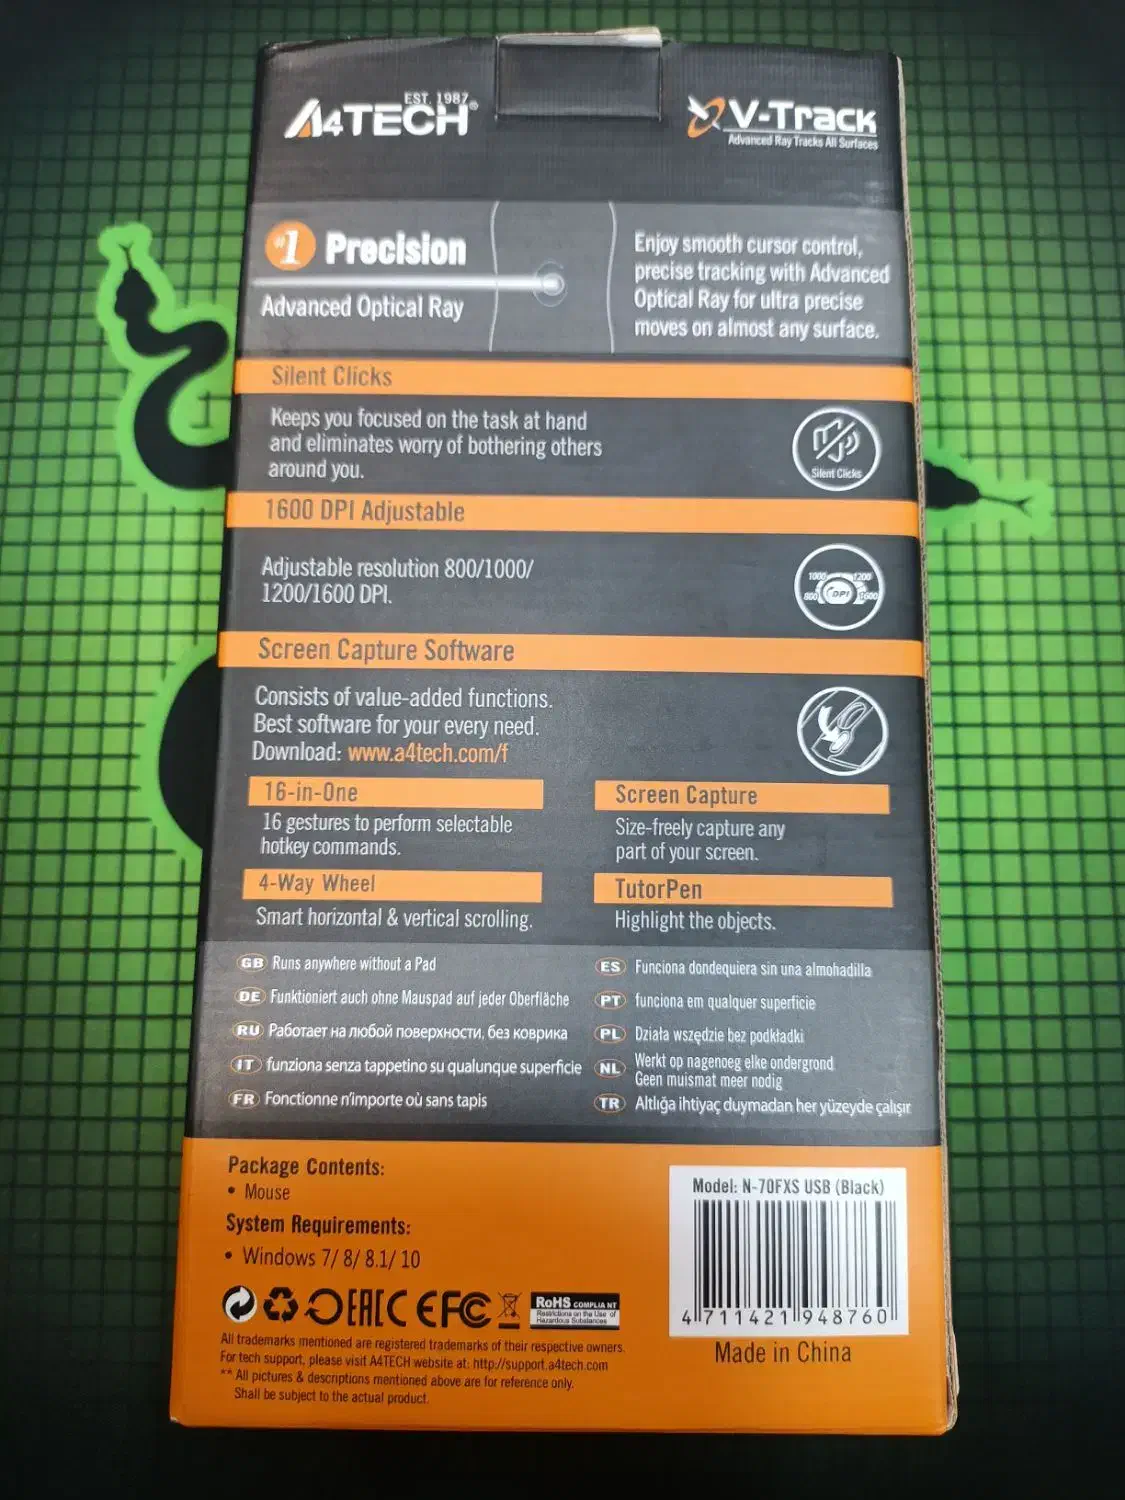 EST. 1987
A4TECH®
V-Track
Advanced Ray Tracks All Surfaces
#1 Precision
Advanced Optical Ray
Enjoy smooth cursor control,
precise tracking with Advanced
Optical Ray for ultra precise
moves on almost any surface.
Silent Clicks
Keeps you focused on the task at hand
and eliminates worry of bothering others
around you.
Silent Clicks
1600 DPI Adjustable
Adjustable resolution 800/1000/
1200/1600 DPI.
1000 1200
800 DPI 1600
Screen Capture Software
Consists of value-added functions.
Best software for your every need.
Download: www.a4tech.com/f
16-in-One
16 gestures to perform selectable
hotkey commands.
Screen Capture
Size-freely capture any
part of your screen.
4-Way Wheel
Smart horizontal & vertical scrolling.
TutorPen
Highlight the objects.
GB Runs anywhere without a Pad
DE Funktioniert auch ohne Mauspad auf jeder Oberfläche
RU Работает на любой поверхности, без коврика
IT funziona senza tappetino su qualunque superficie
FR Fonctionne n'importe où sans tapis
ES Funciona dondequiera sin una almohadilla
PT funciona em qualquer superficie
PL Działa wszędzie bez podkładki
NL Werkt op nagenoeg elke ondergrond
Geen muismat meer nodig
TR Altlığa ihtiyaç duymadan her yüzeyde çalışır
Package Contents:
• Mouse
System Requirements:
• Windows 7/ 8/ 8.1/ 10
EAC CE FC
RoHS COMPLIANT
Restrictions on the Use of
Hazardous Substances
All trademarks mentioned are registered trademarks of their respective owners.
For tech support, please visit A4TECH website at: http://support.a4tech.com
** All pictures & descriptions mentioned above are for reference only.
Shall be subject to the actual product.
Model: N-70FXS USB (Black)
4 711421 948760
Made in China